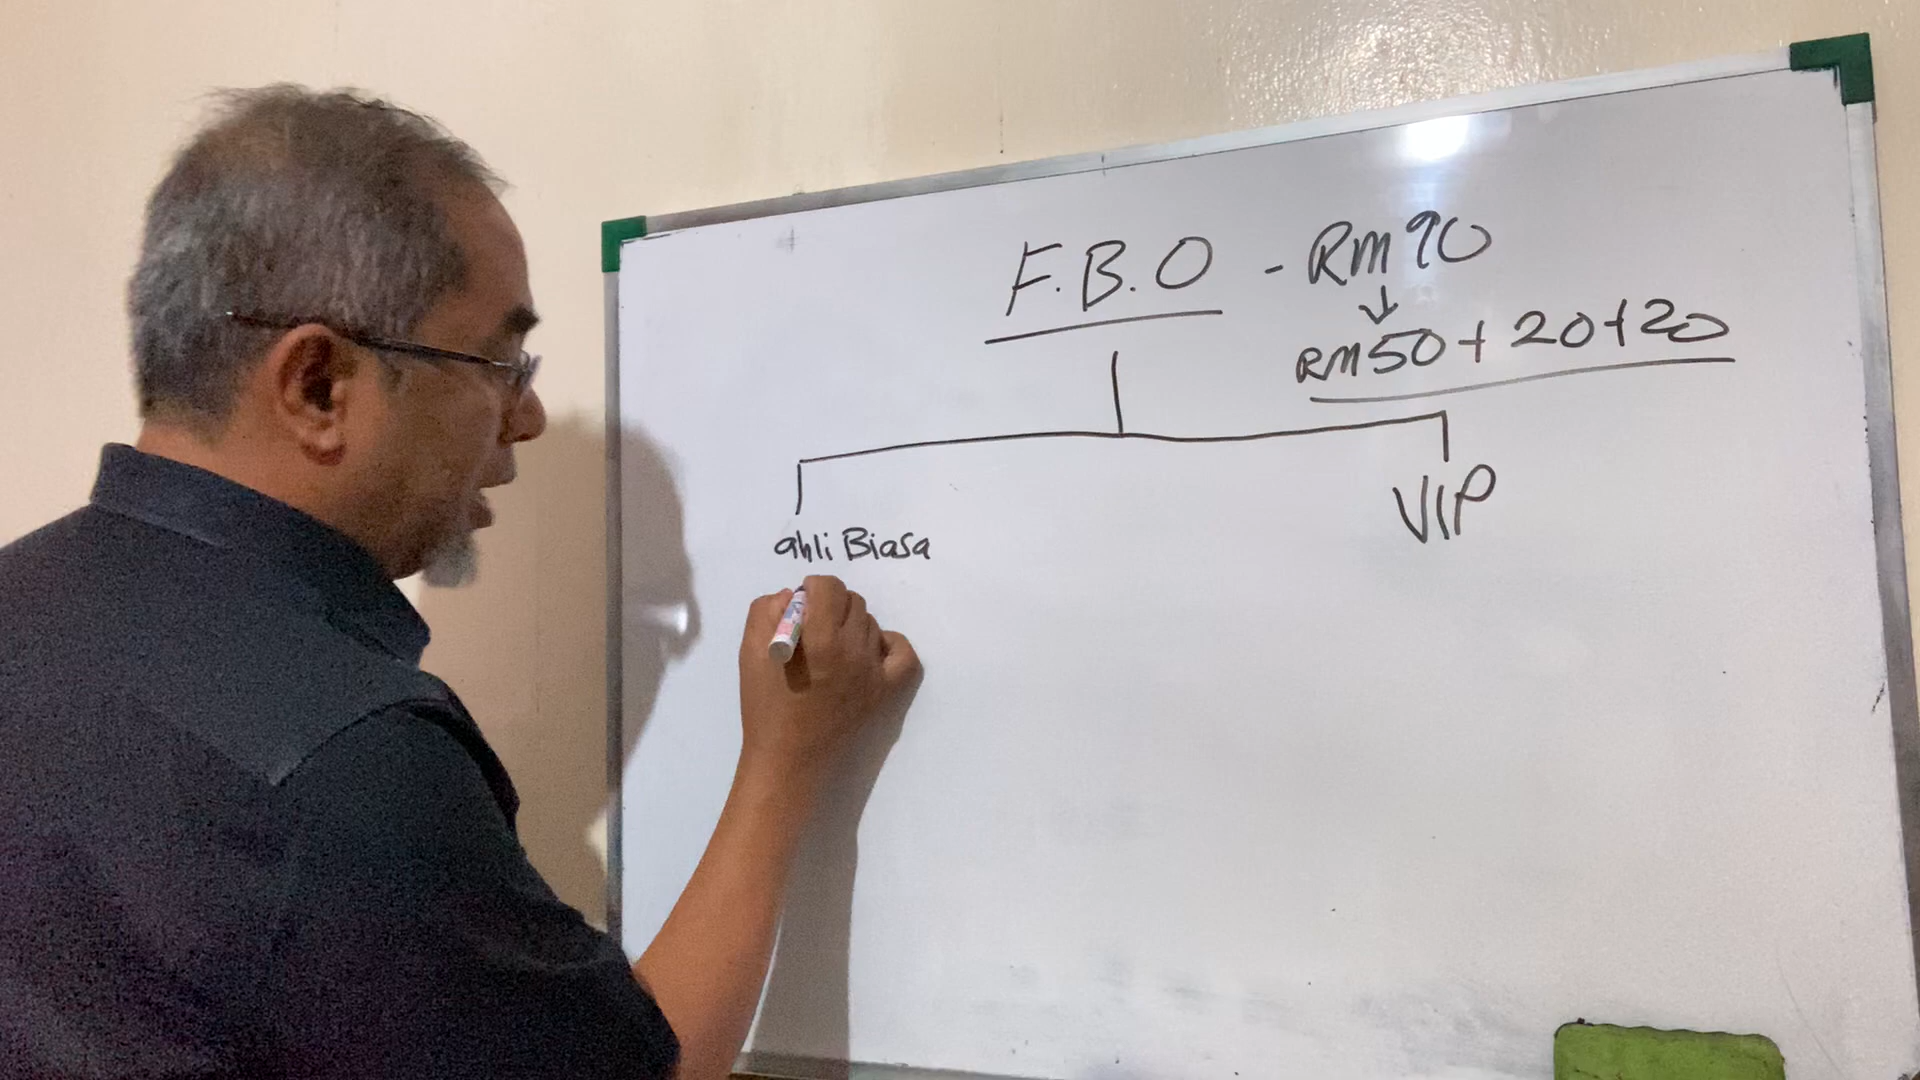 F.B.O - RM90
↓
RM50 + 20 + 20
VIP
ahli Biasa